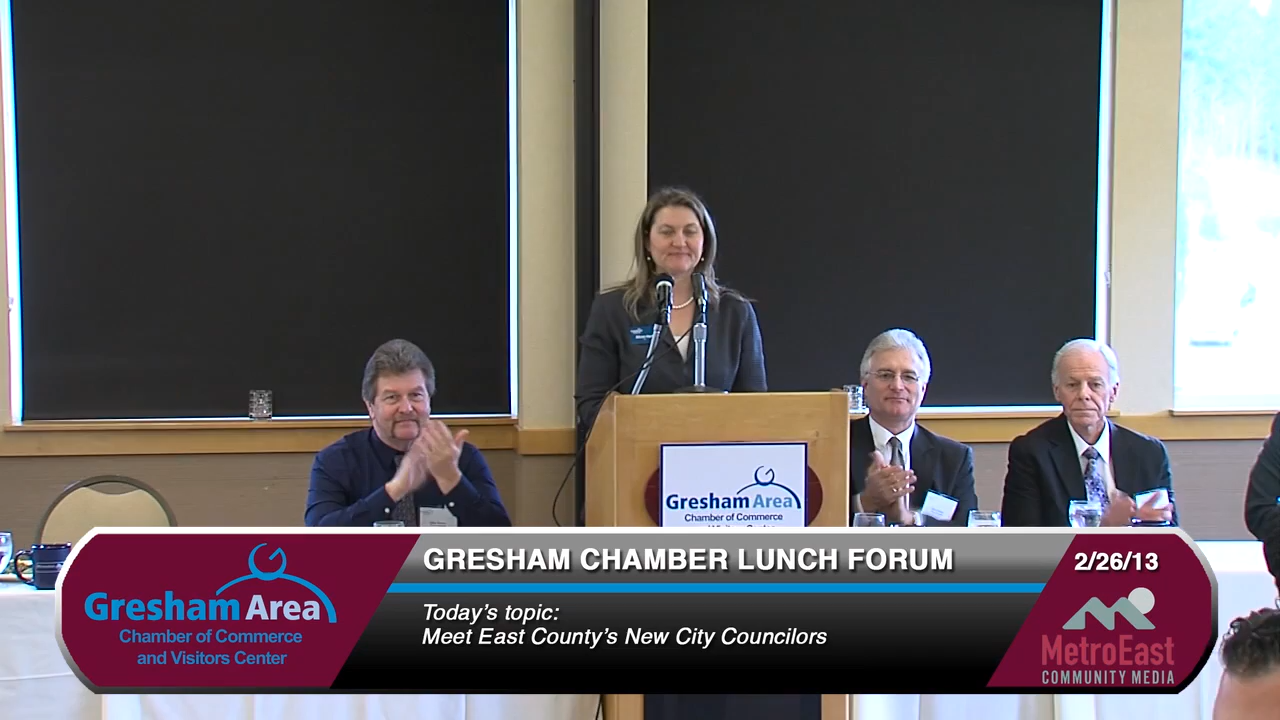 Gresham Area
Chamber of Commerce
GRESHAM CHAMBER LUNCH FORUM
2/26/13
Gresham Area
Chamber of Commerce
and Visitors Center
Today's topic:
Meet East County's New City Councilors
MetroEast
COMMUNITY MEDIA